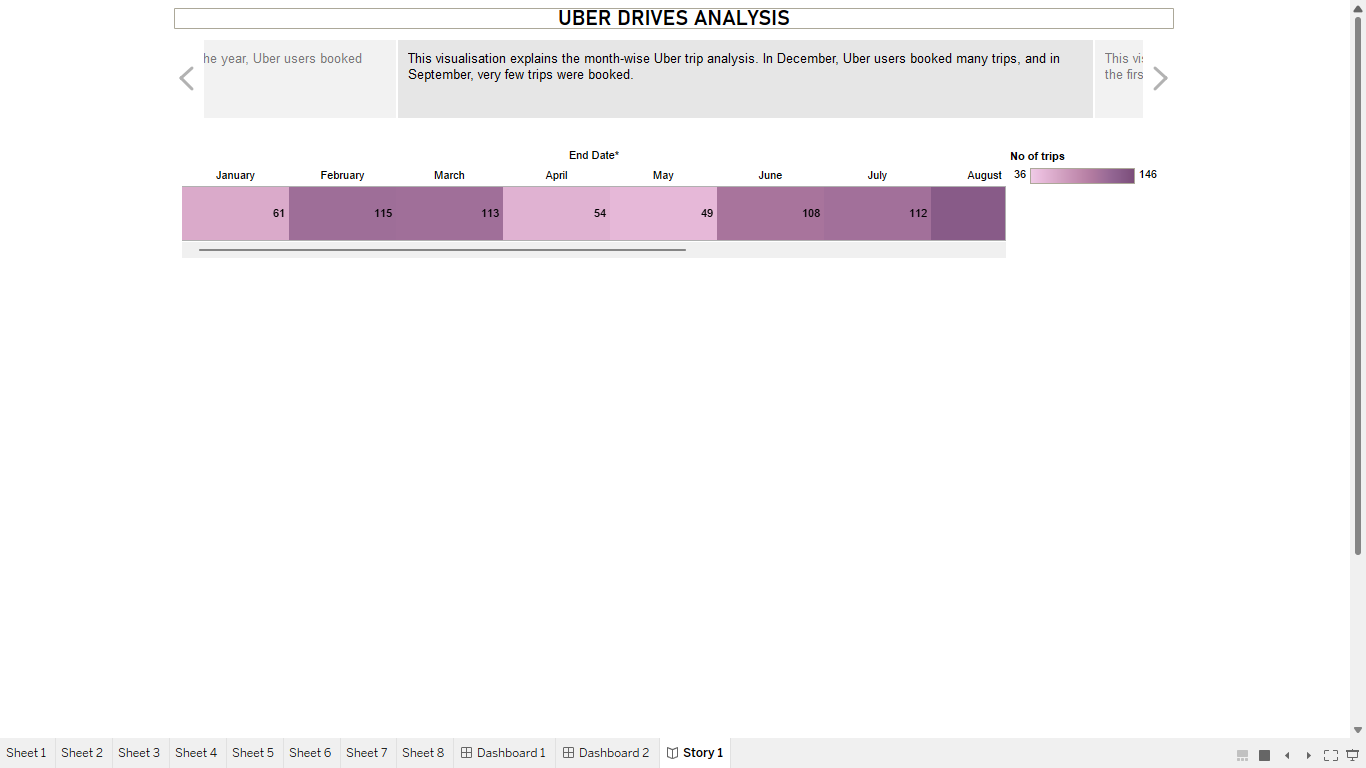 UBER DRIVES ANALYSIS
he year, Uber users booked
This visualisation explains the month-wise Uber trip analysis. In December, Uber users booked many trips, and in
September, very few trips were booked.
This
the firs
End Date*
January February March April May June July August
61 115 113 54 49 108 112
No of trips
36 146
Sheet 1 Sheet 2 Sheet 3 Sheet 4 Sheet 5 Sheet 6 Sheet 7 Sheet 8 Dashboard 1 Dashboard 2 Story 1